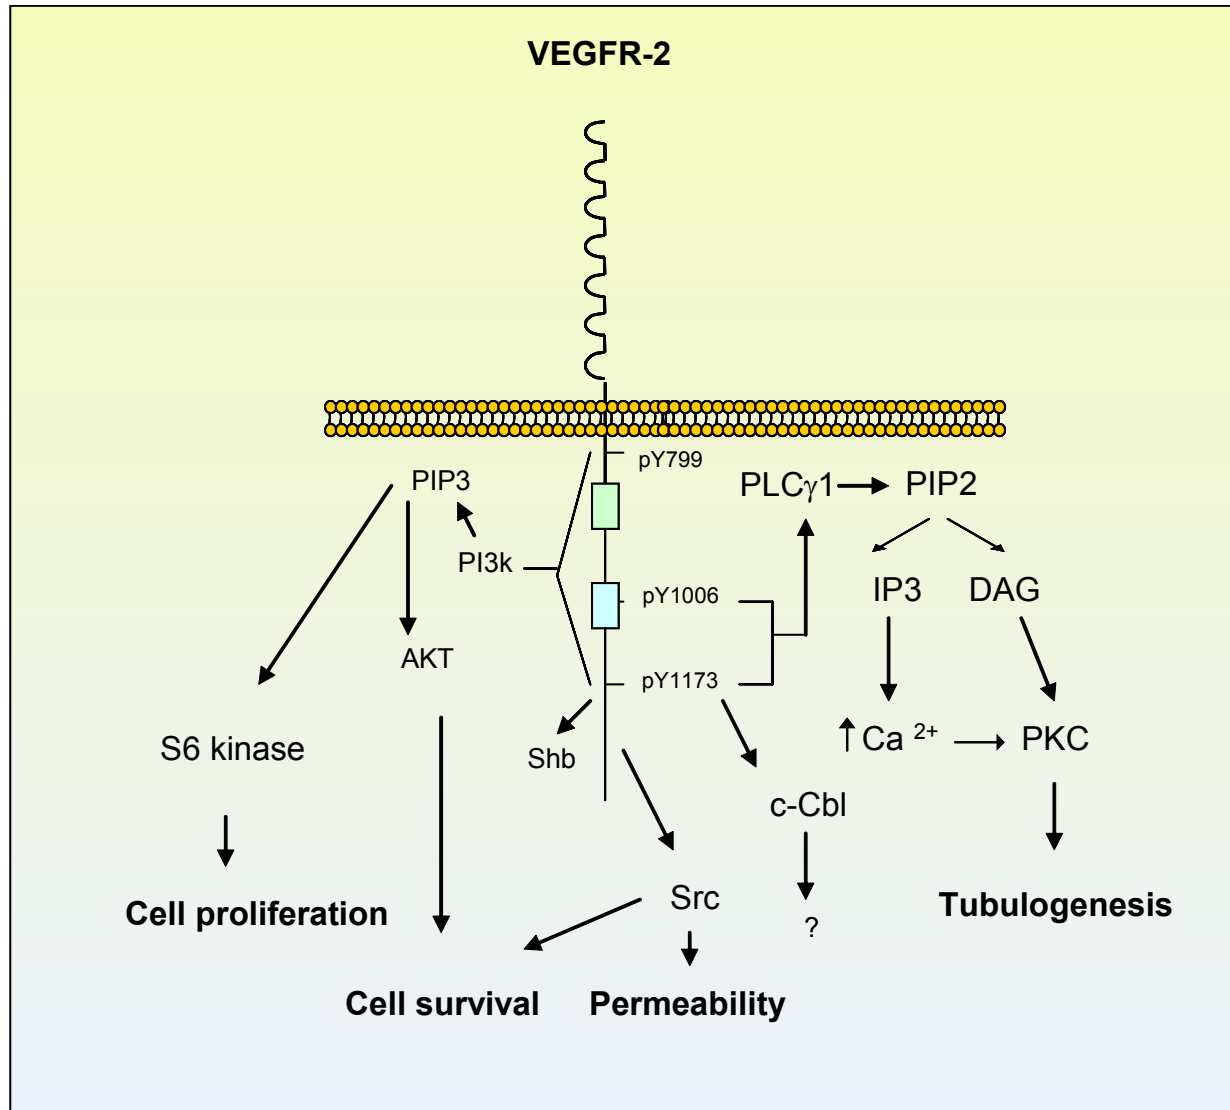 VEGFR-2
pY799
PIP3
PLCγ1
PIP2
PI3k
pY1006
IP3
DAG
AKT
pY1173
S6 kinase
Shb
Ca 2+
PKC
c-Cbl
Cell proliferation
Src
?
Tubulogenesis
Cell survival
Permeability